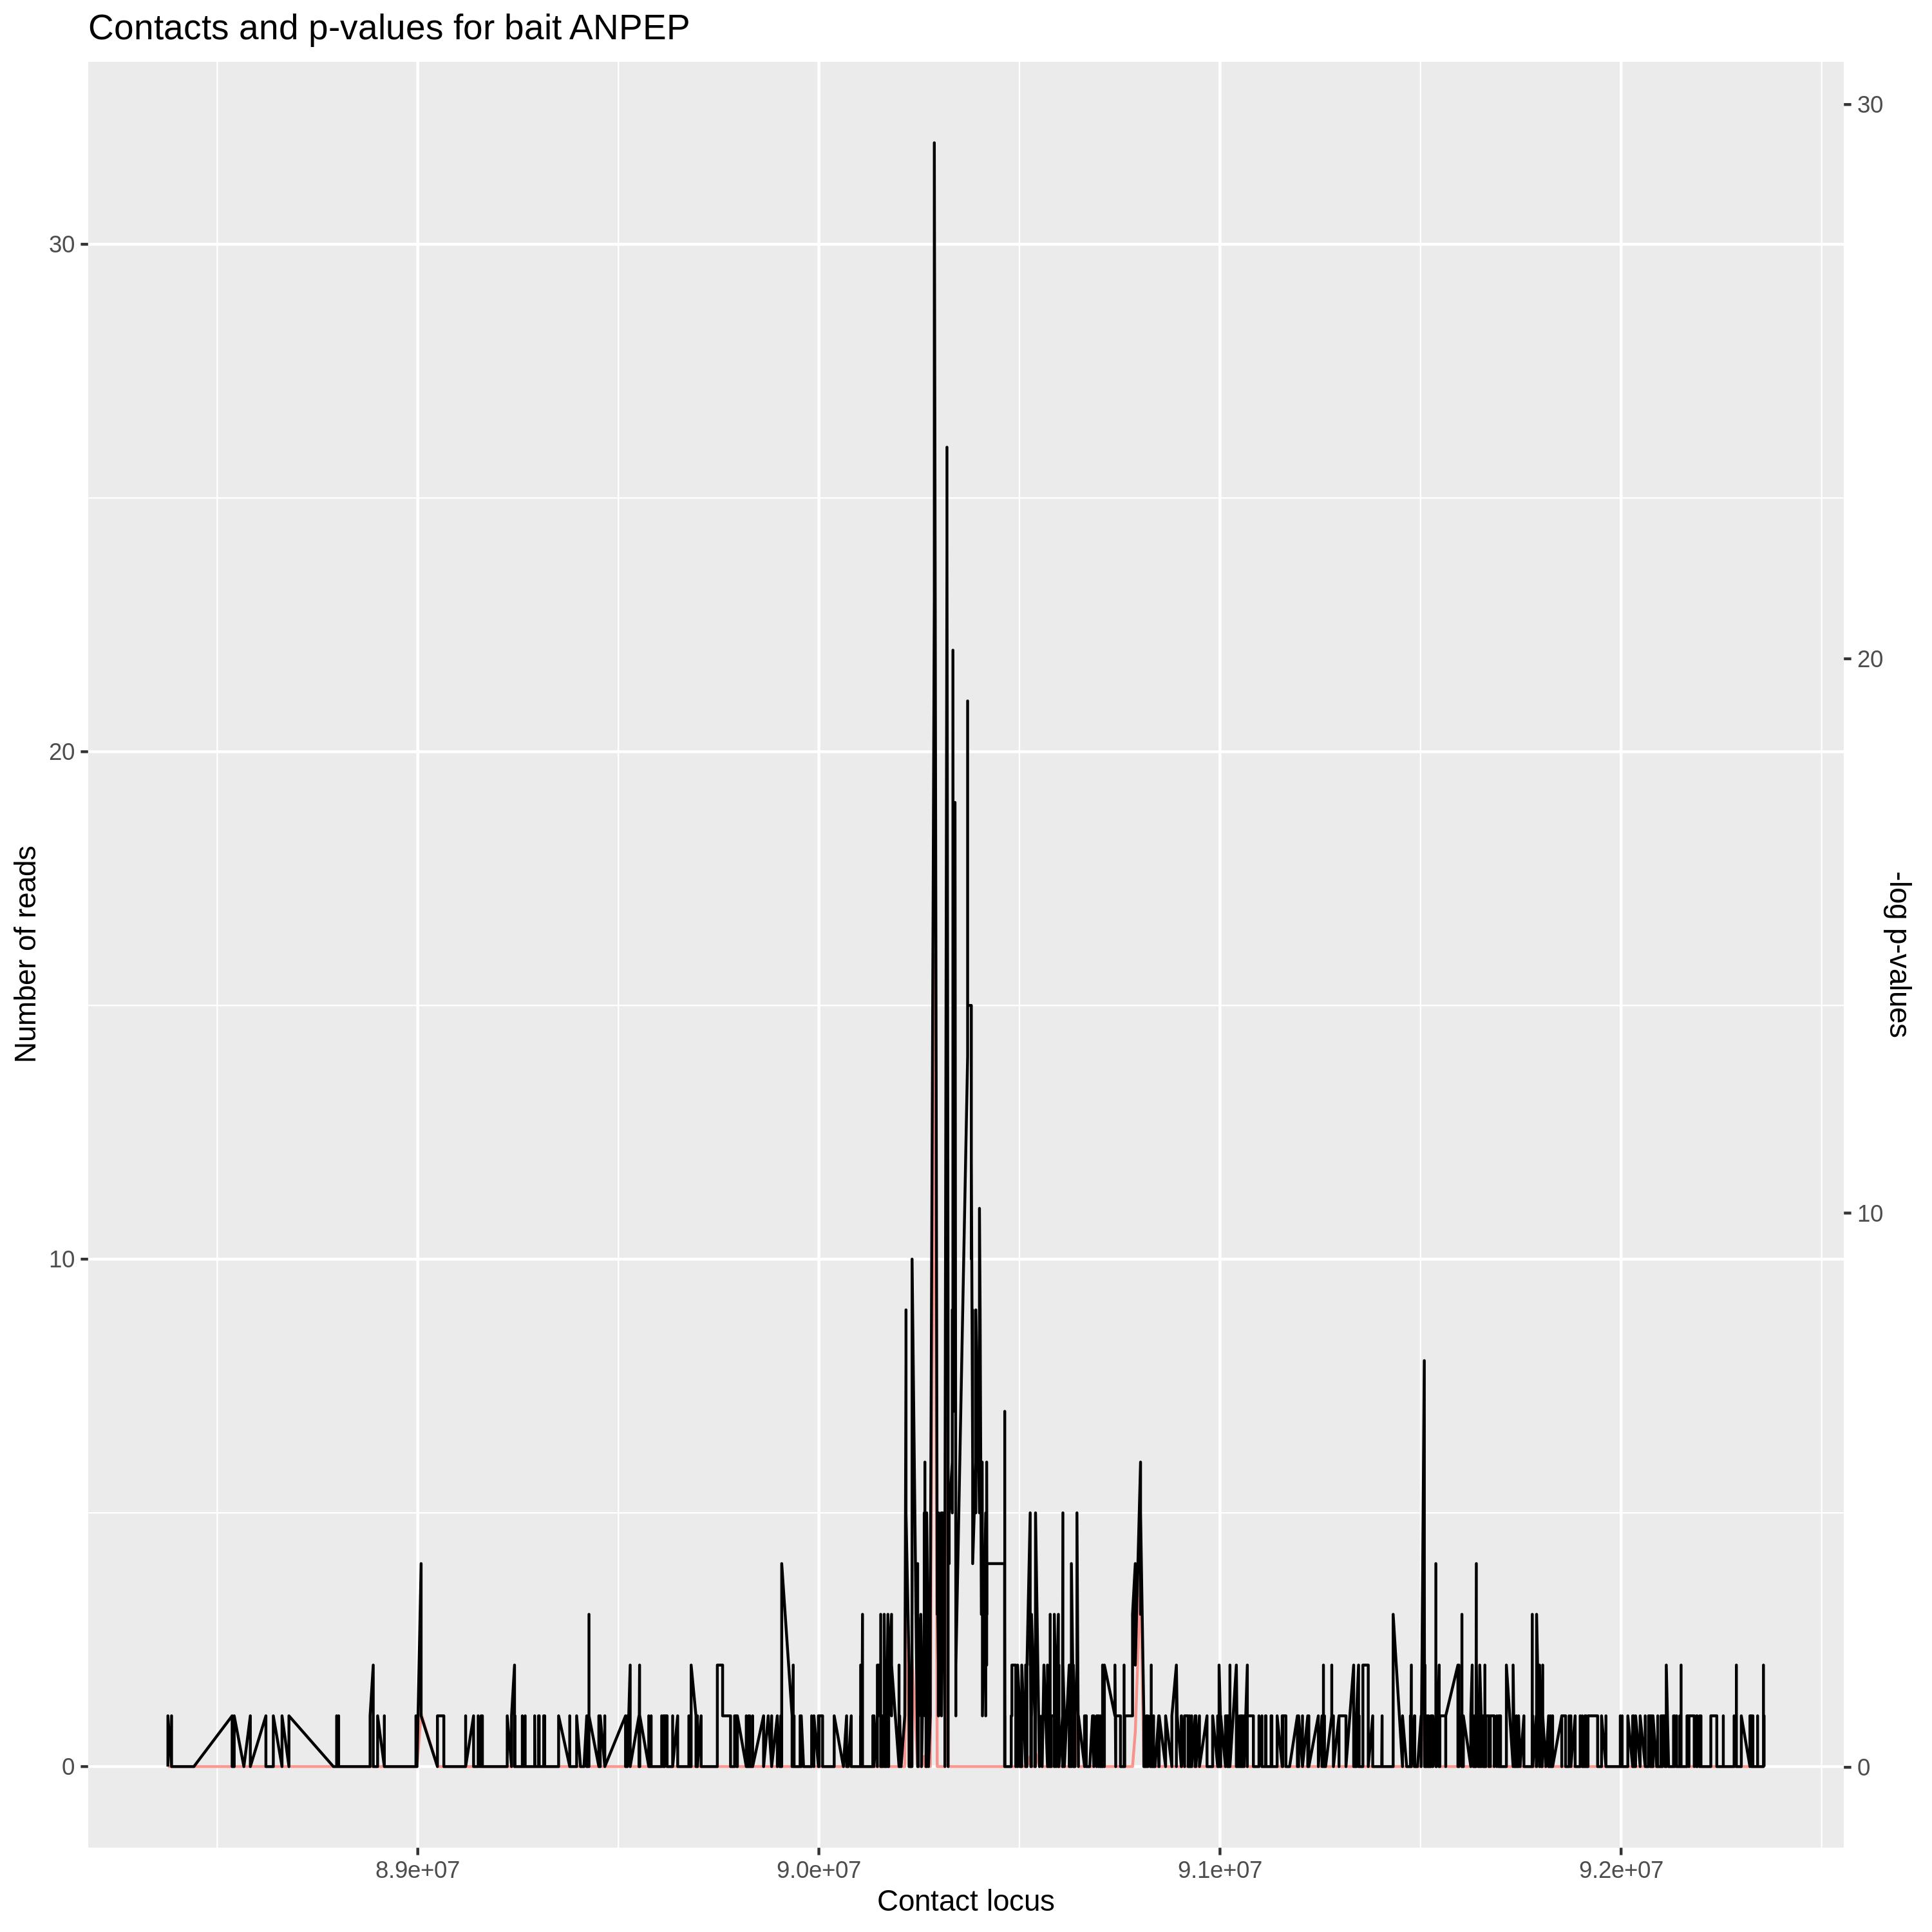 Contacts and p-values for bait ANPEP
30
20
10
0
Number of reads
30
20
10
0
-log p-values
8.9e+07 9.0e+07 9.1e+07 9.2e+07
Contact locus